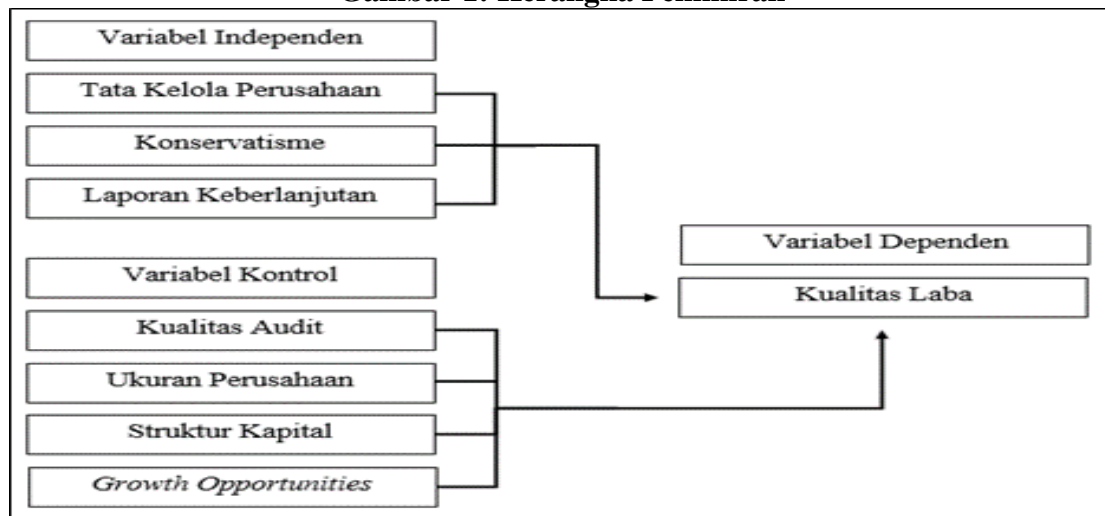 Gambar 1. Kerangka Pemikiran
Variabel Independen
Tata Kelola Perusahaan
Konservatisme
Laporan Keberlanjutan
Variabel Kontrol
Kualitas Audit
Ukuran Perusahaan
Struktur Kapital
Growth Opportunities
Variabel Dependen
Kualitas Laba